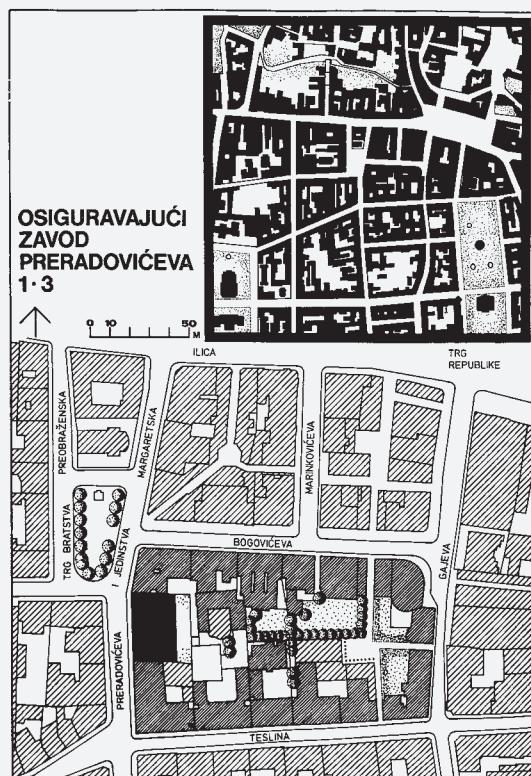 OSIGURAVAJUĆI
ZAVOD
PRERADOVIĆEVA
1·3
0 10 50
M
ILICA
TRG
REPUBLIKE
PREOBRAŽENSKA
MARGARETSKA
MARINKOVIĆEVA
TRG BRATSTVA
I JEDINSTVA
BOGOVIĆEVA
GAJEVA
PRERADOVIĆEVA
TESLINA